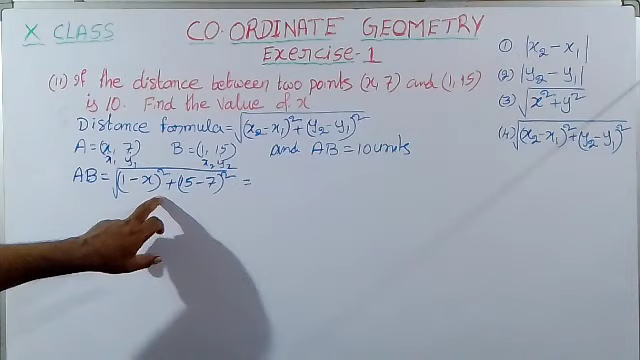 X CLASS
CO-ORDINATE GEOMETRY
Exercise-1
(11) If the distance between two points (x, 7) and (1, 15)
is 10. Find the value of x
Distance formula = √(x₂-x₁)²+(y₂-y₁)²
A = (x, 7) B = (1, 15) and AB = 10 units
x₁ y₁ x₂ y₂
AB = √(1-x)²+(15-7)² =
(1) |x₂-x₁|
(2) |y₂-y₁|
(3) √x²+y²
(4) √(x₂-x₁)²+(y₂-y₁)²